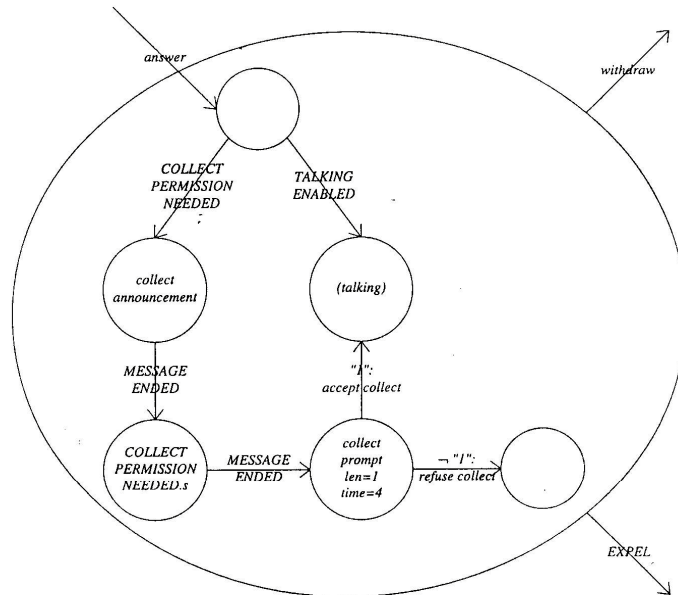 answer
withdraw
COLLECT
PERMISSION
NEEDED
TALKING
ENABLED
collect
announcement
(talking)
MESSAGE
ENDED
"1":
accept collect
COLLECT
PERMISSION
NEEDED.s
MESSAGE
ENDED
collect
prompt
len=1
time=4
¬ "1":
refuse collect
EXPEL